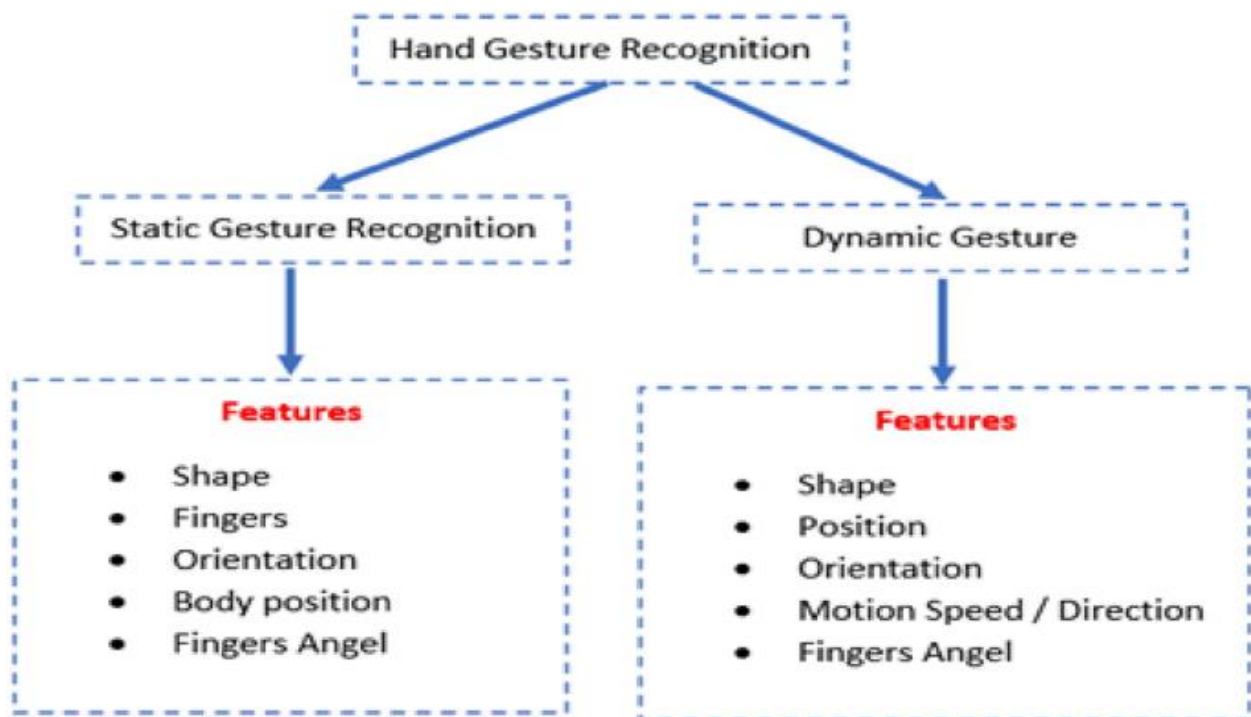 Hand Gesture Recognition
Static Gesture Recognition
Dynamic Gesture
Features
• Shape
• Fingers
• Orientation
• Body position
• Fingers Angel
Features
• Shape
• Position
• Orientation
• Motion Speed / Direction
• Fingers Angel